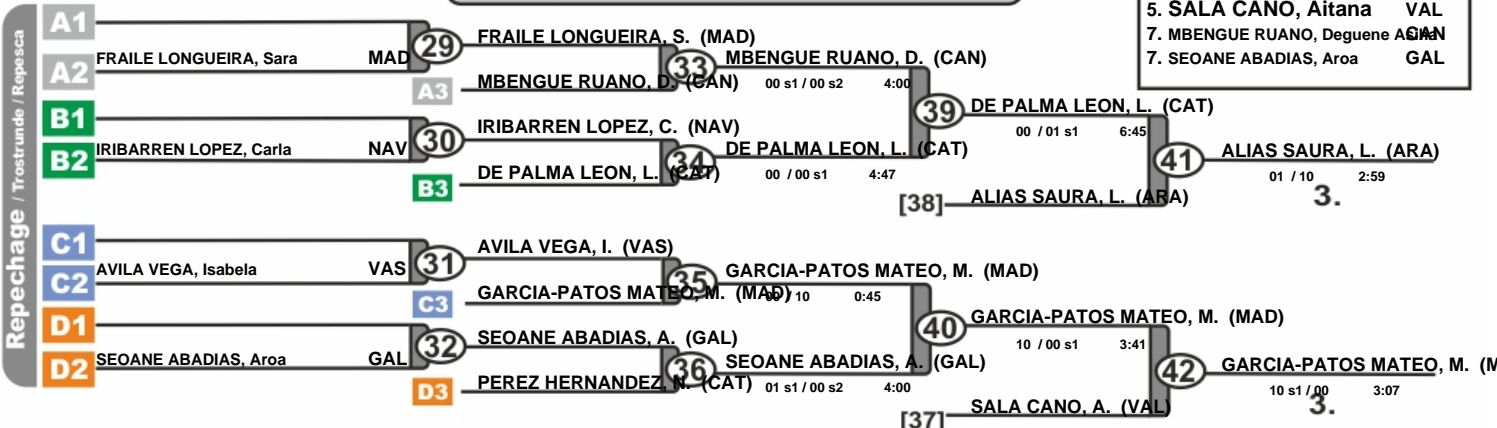 Repechage / Trostrunde / Repesca
5. SALA CANO, Aitana VAL
7. MBENGUE RUANO, Deguene CAN
7. SEOANE ABADIAS, Aroa GAL
A1
A2 FRAILE LONGUEIRA, Sara MAD
29 FRAILE LONGUEIRA, S. (MAD)
A3 MBENGUE RUANO, D. (CAN)
33 MBENGUE RUANO, D. (CAN)
00 s1 / 00 s2 4:00
B1
B2 IRIBARREN LOPEZ, Carla NAV
30 IRIBARREN LOPEZ, C. (NAV)
B3 DE PALMA LEON, L. (CAT)
34 DE PALMA LEON, L. (CAT)
00 / 00 s1 4:47
39 DE PALMA LEON, L. (CAT)
00 / 01 s1 6:45
[38] ALIAS SAURA, L. (ARA)
41 ALIAS SAURA, L. (ARA)
01 / 10 2:59
3.
C1
C2 AVILA VEGA, Isabela VAS
31 AVILA VEGA, I. (VAS)
C3 GARCIA-PATOS MATEO, M. (MAD)
35 GARCIA-PATOS MATEO, M. (MAD)
00 / 10 0:45
D1
D2 SEOANE ABADIAS, Aroa GAL
32 SEOANE ABADIAS, A. (GAL)
D3 PEREZ HERNANDEZ, N. (CAT)
36 SEOANE ABADIAS, A. (GAL)
01 s1 / 00 s2 4:00
40 GARCIA-PATOS MATEO, M. (MAD)
10 / 00 s1 3:41
[37] SALA CANO, A. (VAL)
42 GARCIA-PATOS MATEO, M. (M
10 s1 / 00 3:07
3.